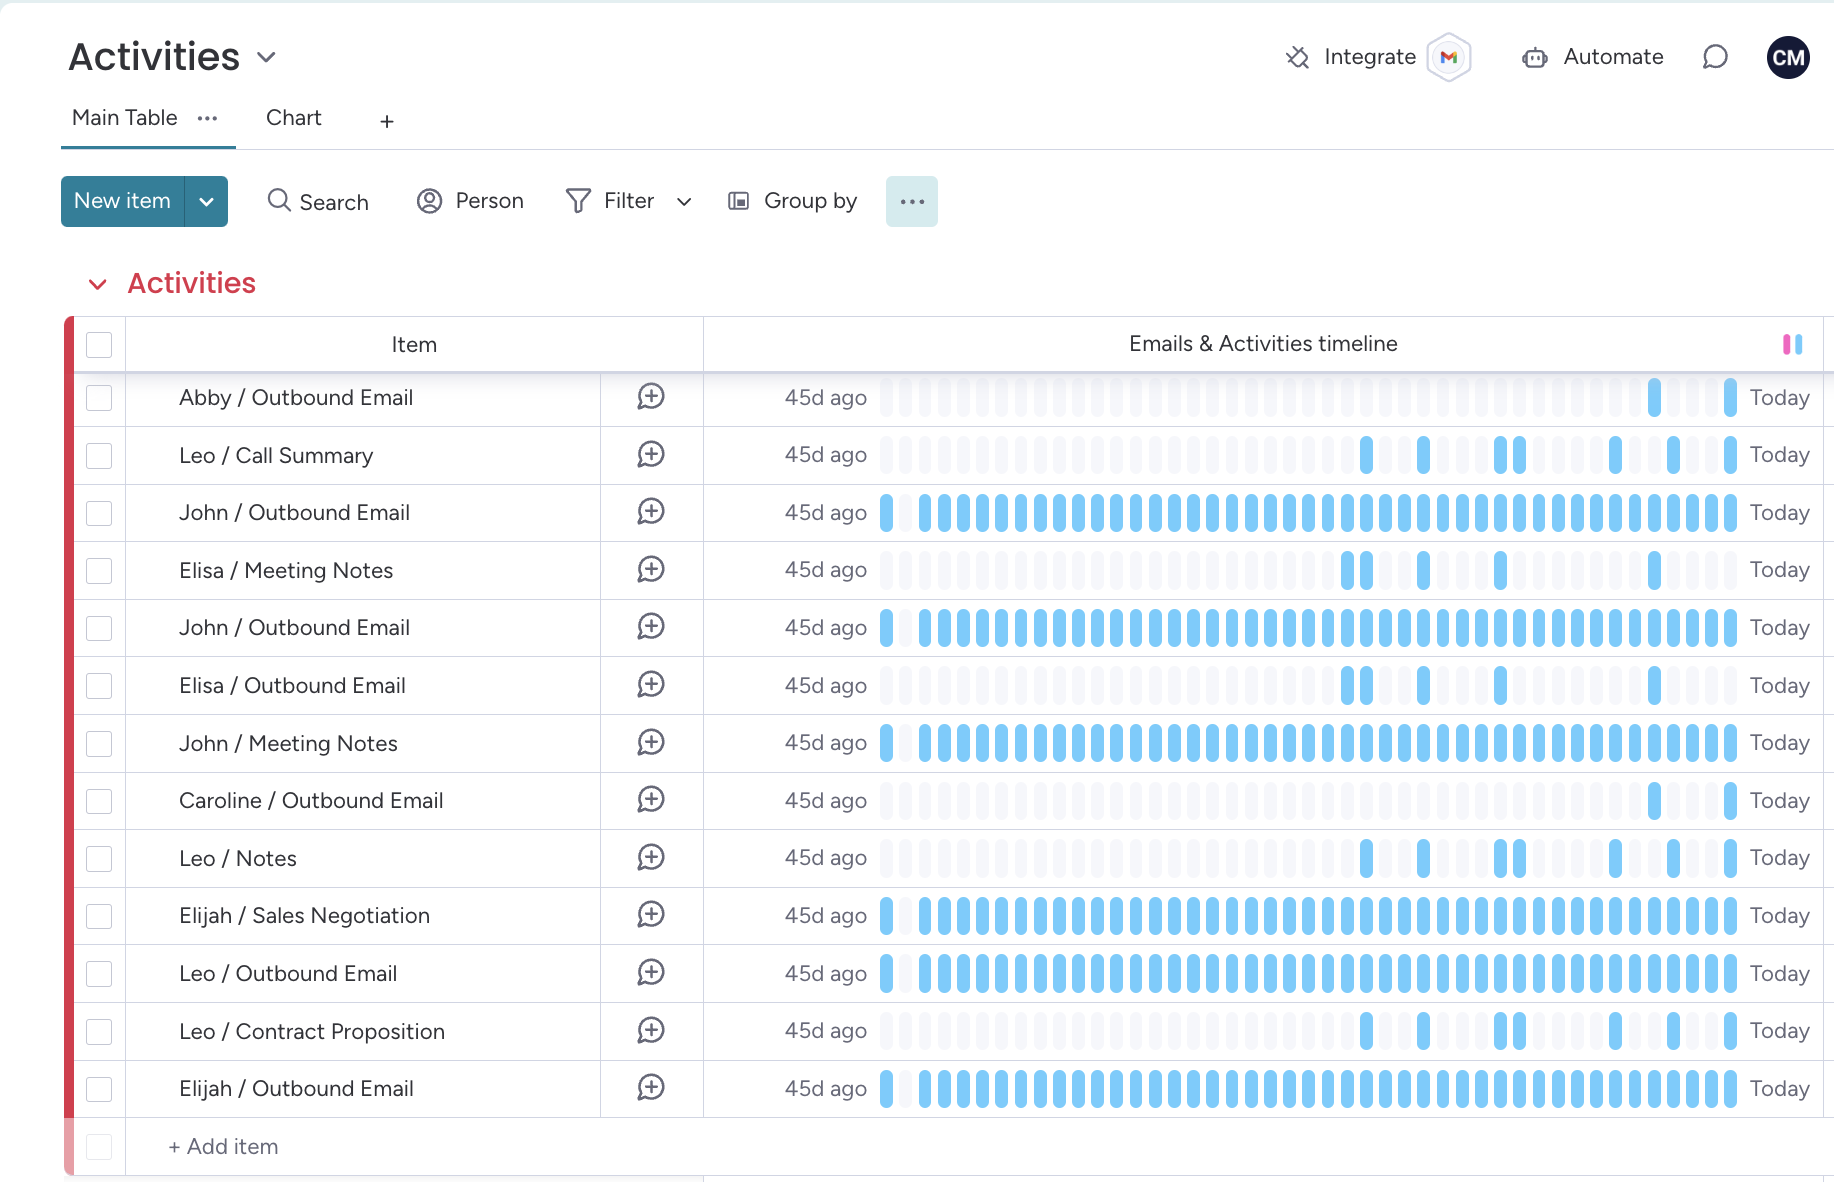 Activities
Integrate
Automate
CM
Main Table
Chart
+
New item
Search
Person
Filter
Group by
Activities
Item
Emails & Activities timeline
Abby / Outbound Email 45d ago Today
Leo / Call Summary 45d ago Today
John / Outbound Email 45d ago Today
Elisa / Meeting Notes 45d ago Today
John / Outbound Email 45d ago Today
Elisa / Outbound Email 45d ago Today
John / Meeting Notes 45d ago Today
Caroline / Outbound Email 45d ago Today
Leo / Notes 45d ago Today
Elijah / Sales Negotiation 45d ago Today
Leo / Outbound Email 45d ago Today
Leo / Contract Proposition 45d ago Today
Elijah / Outbound Email 45d ago Today
+ Add item